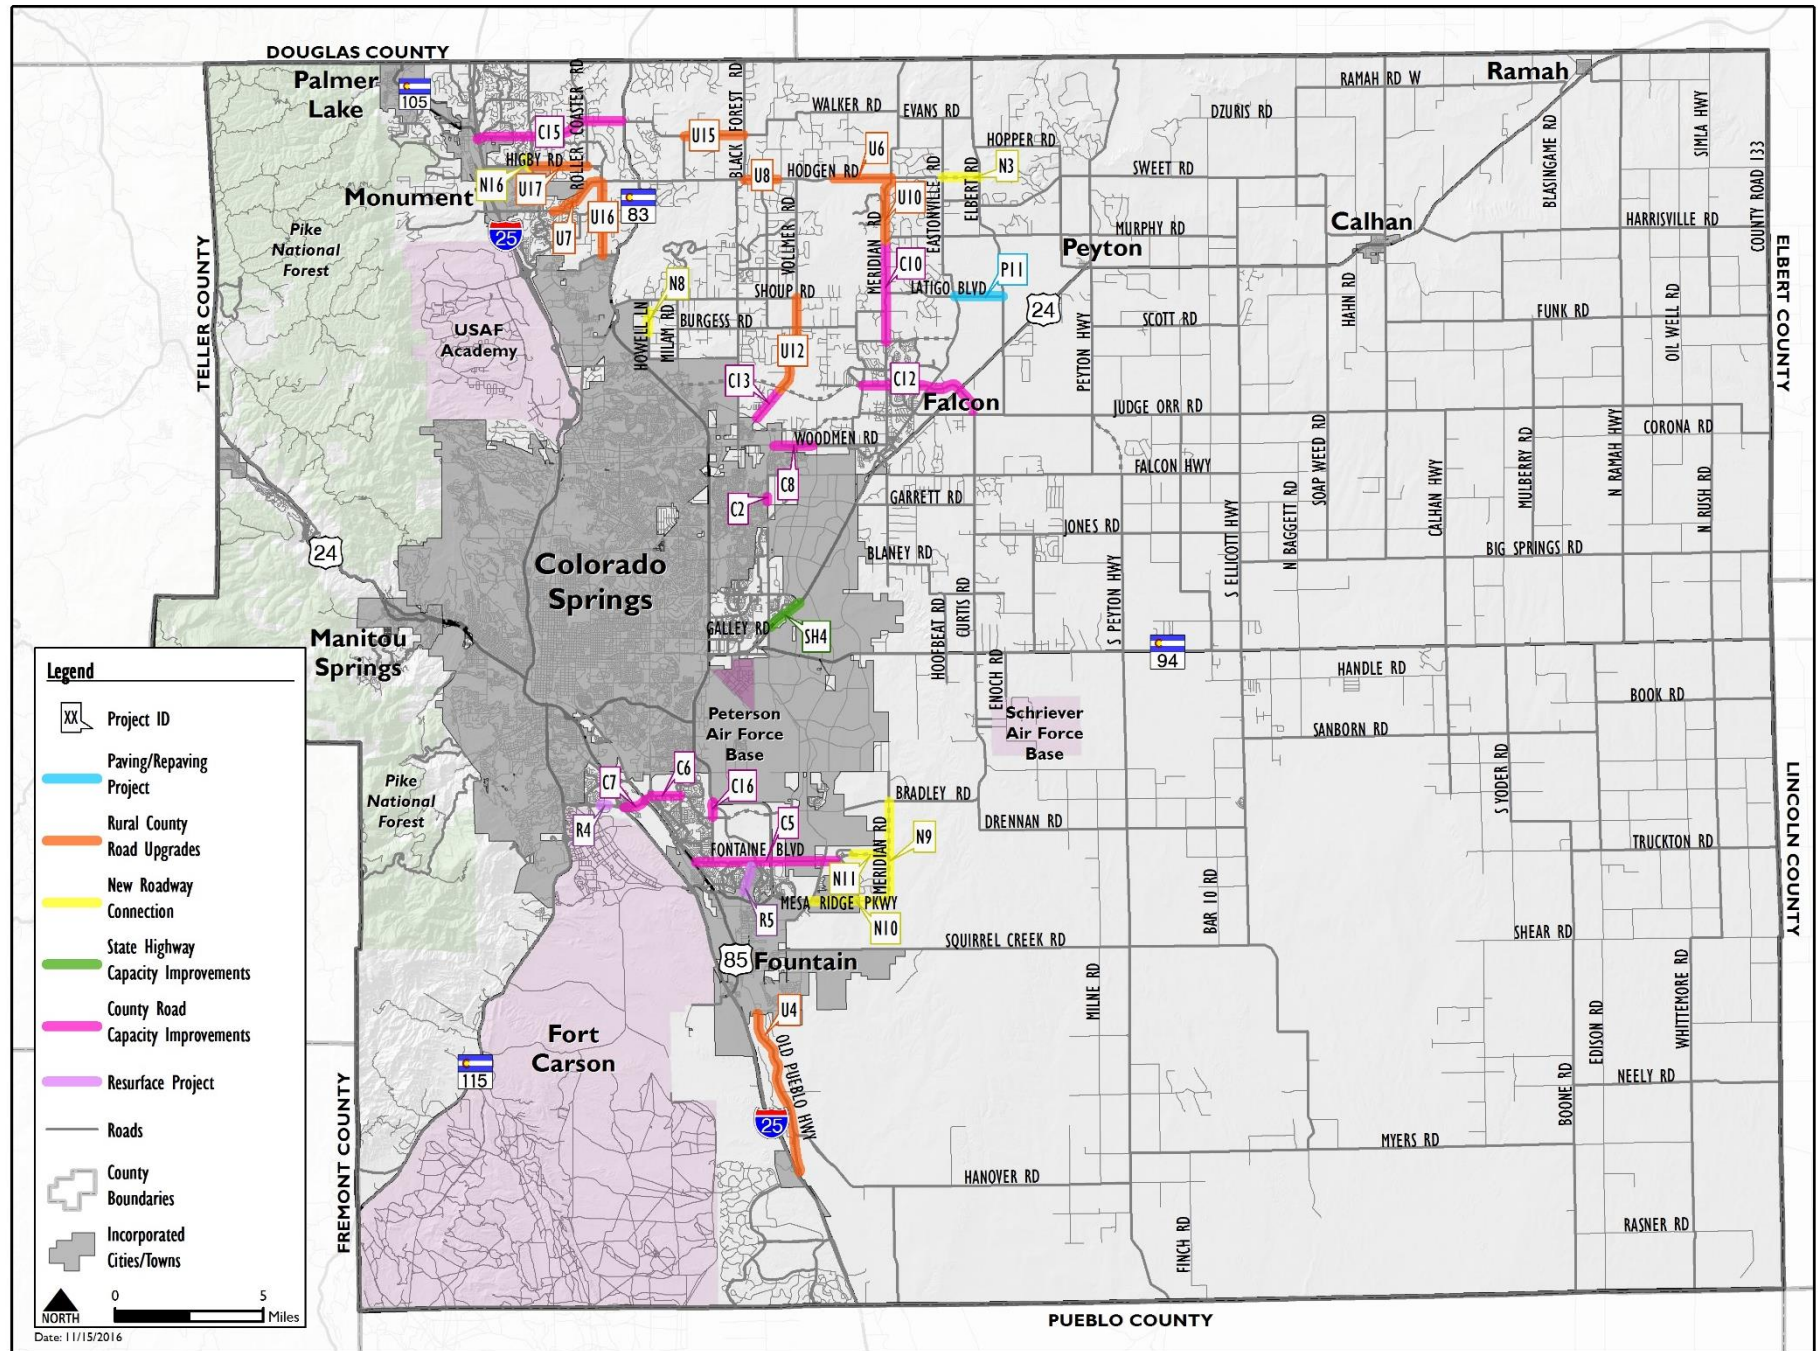 DOUGLAS COUNTY
Palmer
Lake
105
Ramah
RAMAH RD W
ROLLER COASTER RD
BLACK FOREST RD
WALKER RD
EVANS RD
DZURIS RD
SIMLA HWY
C15
U15
U6
HOPPER RD
BLASINGAME RD
COUNTY ROAD 133
HIGBY RD
U8
HODGEN RD
N3
SWEET RD
N16
U17
Monument
U16
83
U10
EASTONVILLE RD
ELBERT RD
Calhan
HARRISVILLE RD
Pike
National
Forest
25
U7
VOLLMER RD
MERIDIAN RD
MURPHY RD
Peyton
TELLER COUNTY
ELBERT COUNTY
C10
P11
N8
SHOUP RD
LATIGO BLVD
24
HAHN RD
FUNK RD
OIL WELL RD
USAF
Academy
HOWELL LN
MILAM RD
BURGESS RD
PEYTON HWY
SCOTT RD
U12
C13
C12
Falcon
JUDGE ORR RD
WOODMEN RD
SOAP WEED RD
CALHAN HWY
MULBERRY RD
N RAMAH HWY
CORONA RD
FALCON HWY
C8
GARRETT RD
C2
S ELLICOTT HWY
N BAGGETT RD
N RUSH RD
24
JONES RD
BLANEY RD
BIG SPRINGS RD
Colorado
Springs
HOOFBEAT RD
CURTIS RD
S PEYTON HWY
GALLEY RD
SH4
Manitou
Springs
94
ENOCH RD
HANDLE RD
BOOK RD
Peterson
Air Force
Base
Schriever
Air Force
Base
SANBORN RD
S YODER RD
LINCOLN COUNTY
Pike
National
Forest
C7
C6
C16
R4
BRADLEY RD
DRENNAN RD
C5
MERIDIAN RD
N9
FONTAINE BLVD
TRUCKTON RD
N11
MESA RIDGE PKWY
BAR 10 RD
R5
N10
SQUIRREL CREEK RD
SHEAR RD
85
Fountain
MILNE RD
EDISON RD
WHITTEMORE RD
U4
Fort
Carson
OLD PUEBLO HWY
115
BOONE RD
NEELY RD
25
MYERS RD
FREMONT COUNTY
HANOVER RD
FINCH RD
RASNER RD
PUEBLO COUNTY
Legend
XX
Project ID
Paving/Repaving
Project
Rural County
Road Upgrades
New Roadway
Connection
State Highway
Capacity Improvements
County Road
Capacity Improvements
Resurface Project
Roads
County
Boundaries
Incorporated
Cities/Towns
NORTH
0
5
Miles
Date: 11/15/2016